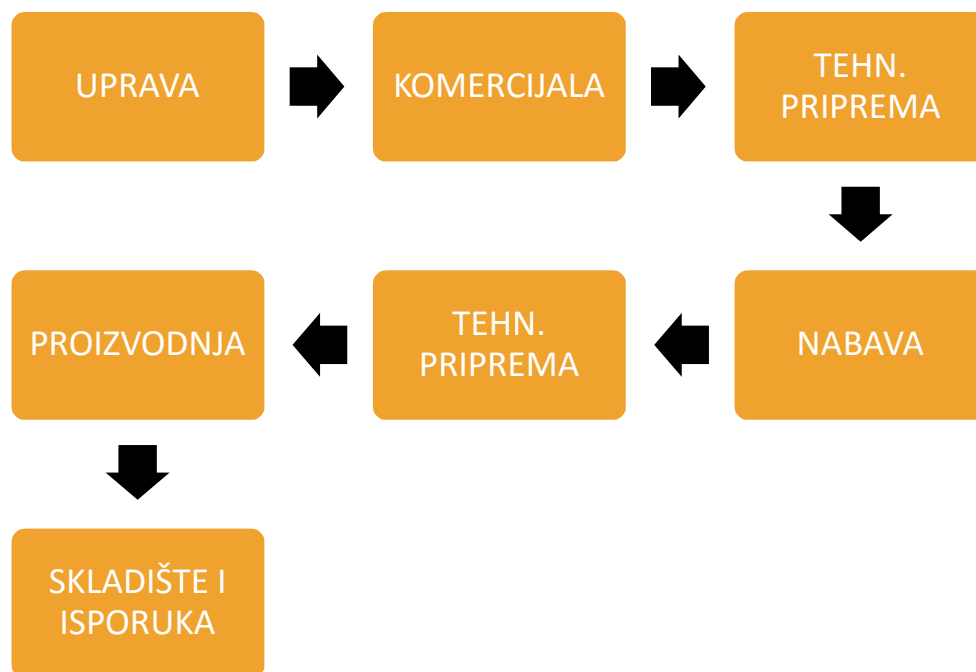 UPRAVA
KOMERCIJALA
TEHN.
PRIPREMA
NABAVA
TEHN.
PRIPREMA
PROIZVODNJA
SKLADIŠTE I
ISPORUKA